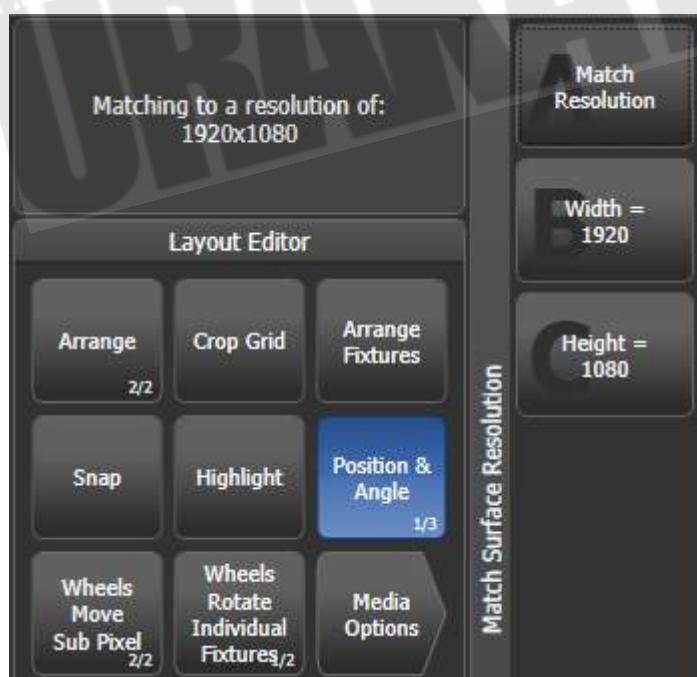 Matching to a resolution of:
1920x1080
Layout Editor
Arrange
2/2
Crop Grid
Arrange
Fixtures
Snap
Highlight
Position &
Angle
1/3
Wheels
Move
Sub Pixel
2/2
Wheels
Rotate
Individual
Fixtures
1/2
Media
Options
Match Surface Resolution
A
Match
Resolution
B
Width =
1920
C
Height =
1080